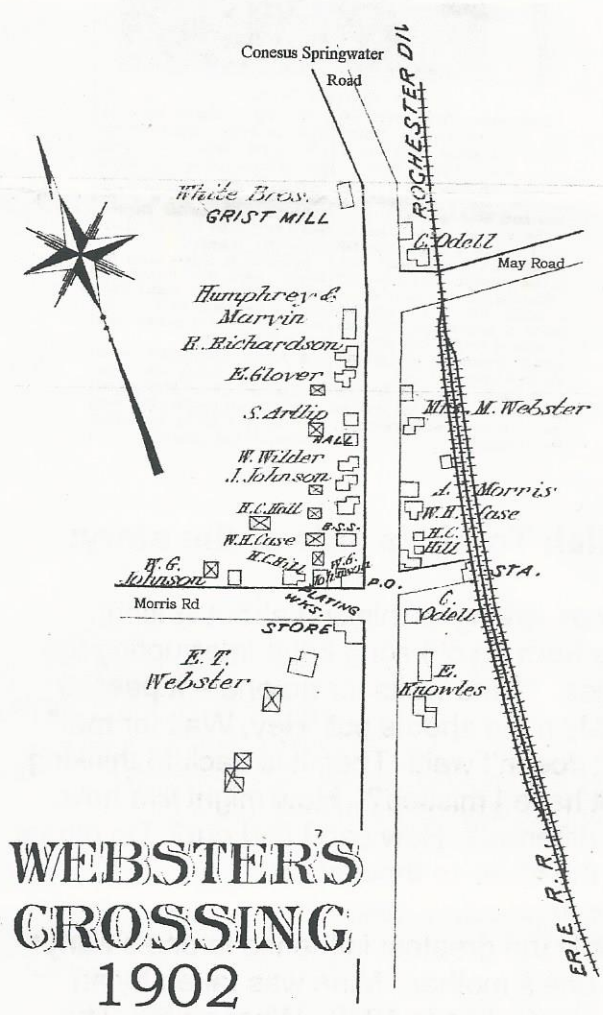 Conesus Springwater
Road
ROCHESTER DIV
White Bros.
GRIST MILL
C. Odell
May Road
Humphrey &
Marvin
R. Richardson
E. Glover
Mrs. M. Webster
S. Artlip
HALL
W. Wilder
J. Johnson
A. Morris
H. C. Hall
W. H. Case
B.S.S.
W. H. Case
H. C.
Hill
H. C. Hill
W. G.
Johnson
W. G.
Johnson
P.O.
STA.
PLATING
WKS.
Morris Rd
STORE
C.
Odell
E. T.
Webster
E.
Knowles
WEBSTER'S
CROSSING
1902
ERIE R. R.